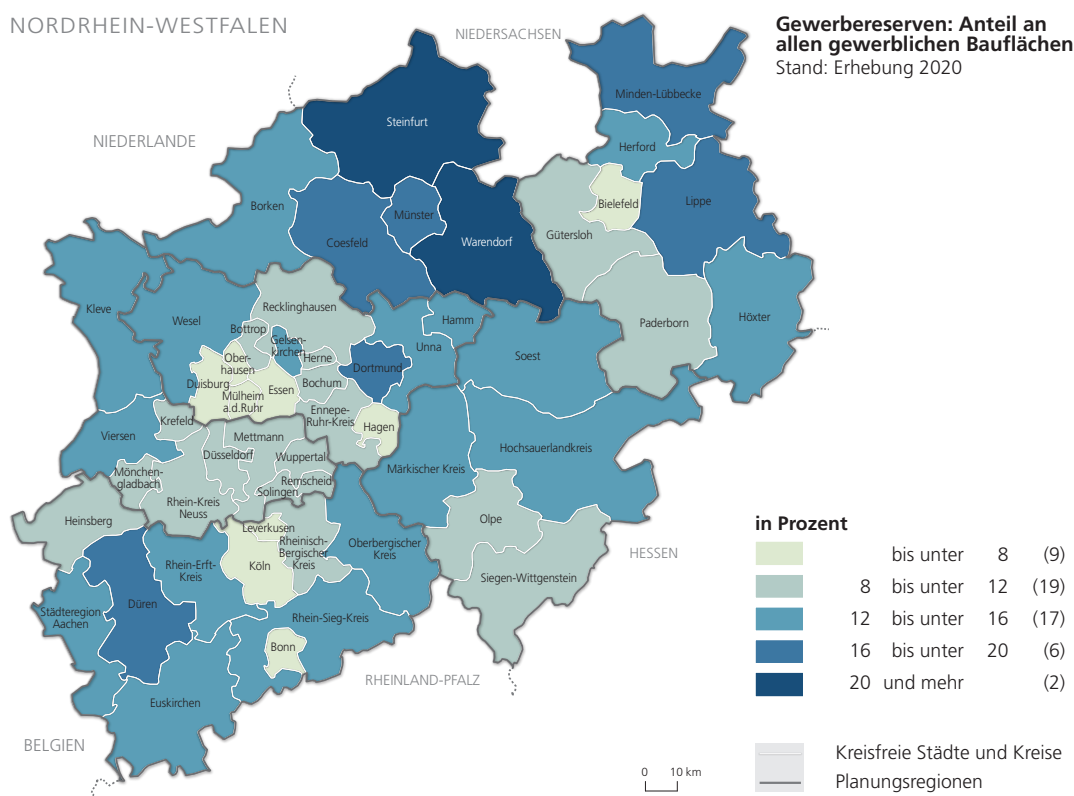 NORDRHEIN-WESTFALEN
NIEDERSACHSEN
Gewerbereserven: Anteil an
allen gewerblichen Bauflächen
Stand: Erhebung 2020
NIEDERLANDE
Minden-Lübbecke
Steinfurt
Herford
Borken
Münster
Bielefeld
Lippe
Coesfeld
Warendorf
Gütersloh
Kleve
Wesel
Recklinghausen
Hamm
Paderborn
Höxter
Bottrop
Gelsen-
kirchen
Unna
Soest
Ober-
hausen
Herne
Dortmund
Duisburg
Essen
Bochum
Mülheim
a.d.Ruhr
Ennepe-
Ruhr-Kreis
Krefeld
Hagen
Viersen
Mettmann
Düsseldorf
Wuppertal
Hochsauerlandkreis
Mönchen-
gladbach
Märkischer Kreis
Remscheid
Solingen
Rhein-Kreis
Neuss
Heinsberg
Olpe
Leverkusen
Rheinisch-
Bergischer
Kreis
Oberbergischer
Kreis
Köln
Rhein-Erft-
Kreis
Siegen-Wittgenstein
HESSEN
Städteregion
Aachen
Düren
Rhein-Sieg-Kreis
Bonn
Euskirchen
RHEINLAND-PFALZ
BELGIEN
in Prozent
bis unter 8 (9)
8 bis unter 12 (19)
12 bis unter 16 (17)
16 bis unter 20 (6)
20 und mehr (2)
Kreisfreie Städte und Kreise
Planungsregionen
0 10 km